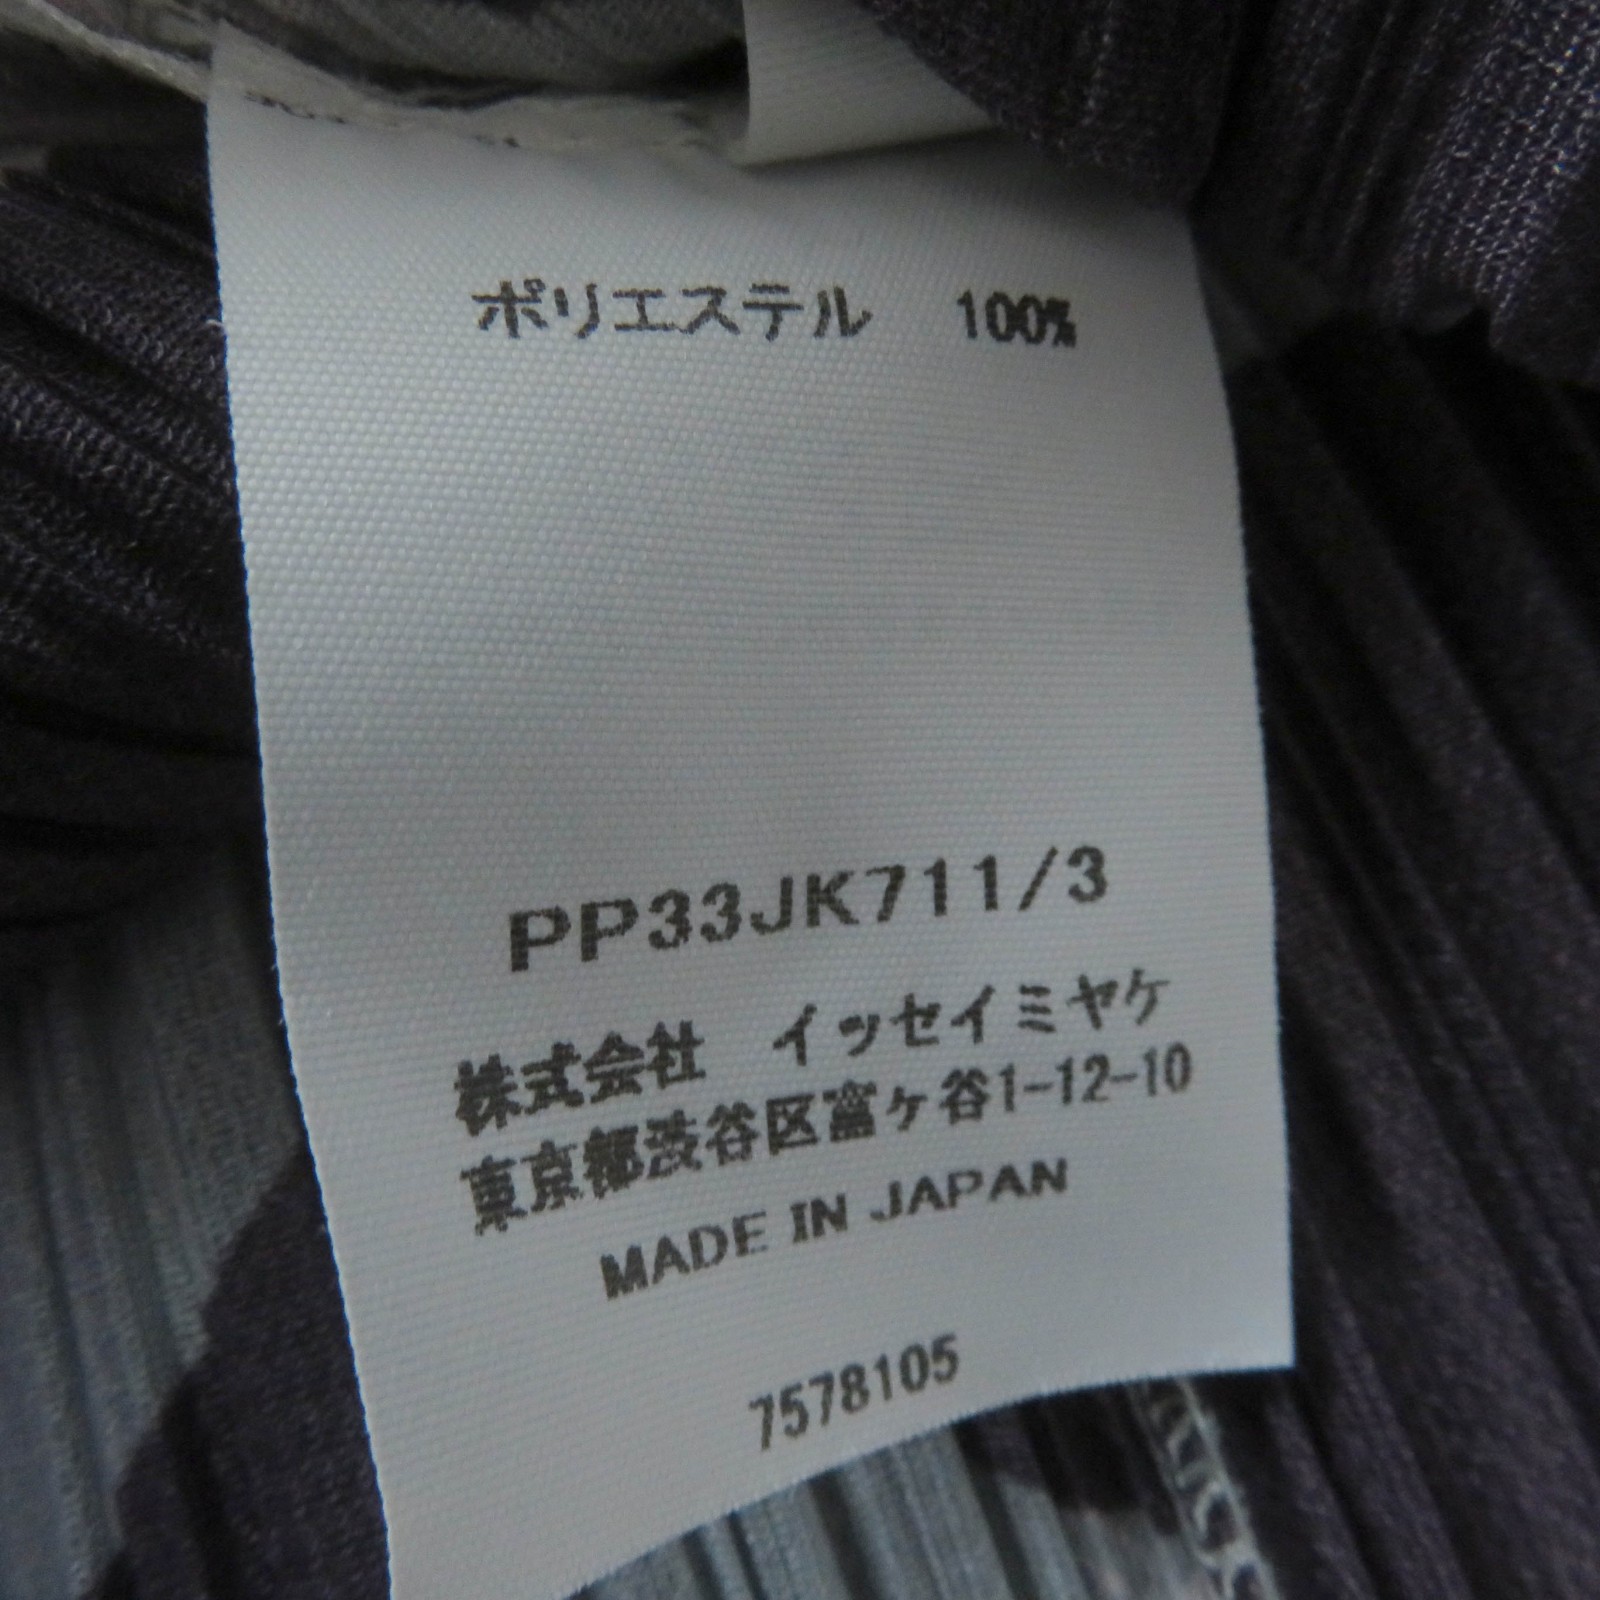 ポリエステル 100%
PP33JK711/3
株式会社 イッセイミヤケ
東京都渋谷区富ヶ谷1-12-10
MADE IN JAPAN
7578105